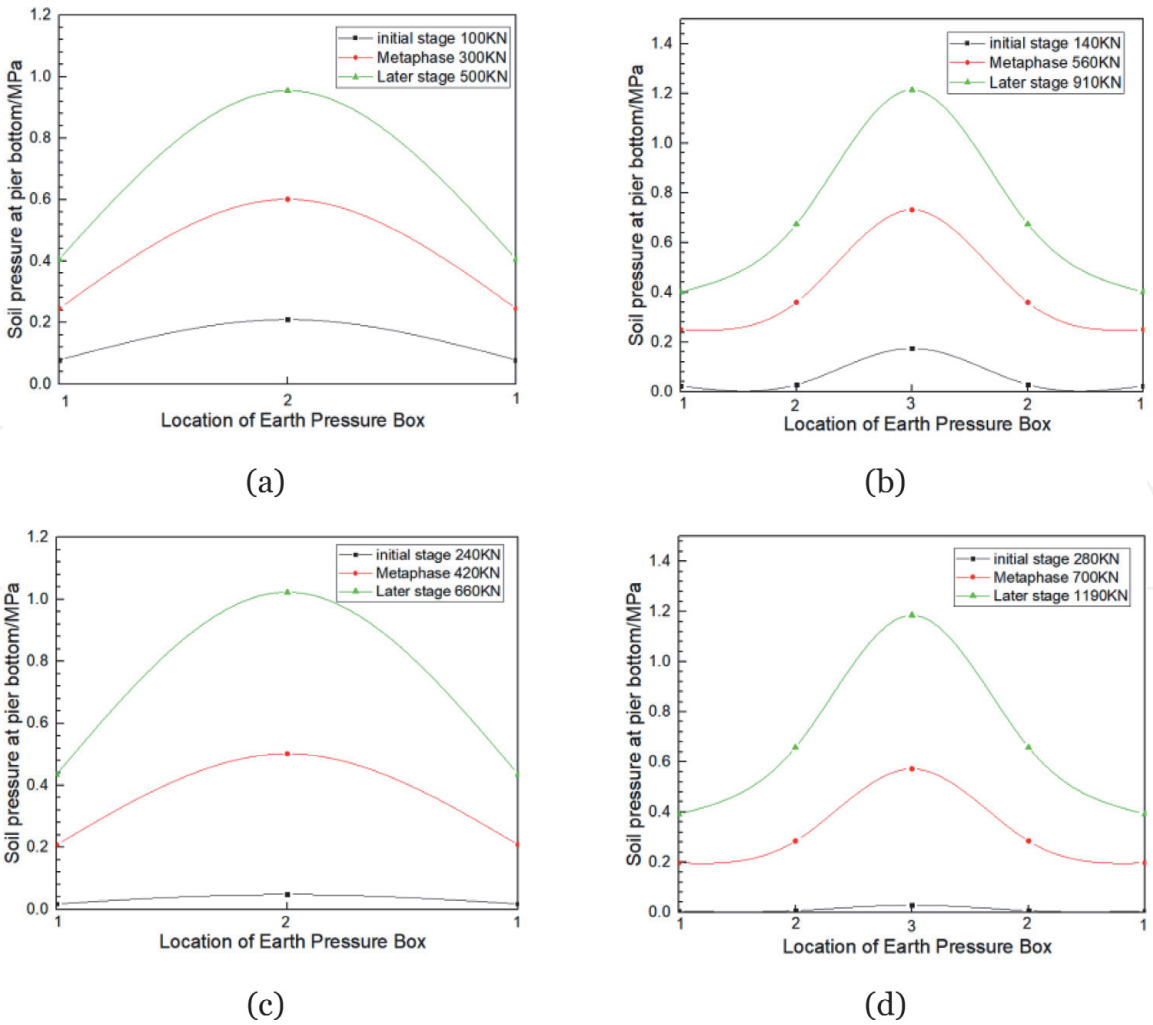 1.2
1.0
0.8
0.6
0.4
0.2
0.0
Soil pressure at pier bottom/MPa
initial stage 100KN
Metaphase 300KN
Later stage 500KN
1 2 1
Location of Earth Pressure Box
(a)
1.4
1.2
1.0
0.8
0.6
0.4
0.2
0.0
Soil pressure at pier bottom/MPa
initial stage 140KN
Metaphase 560KN
Later stage 910KN
1 2 3 2 1
Location of Earth Pressure Box
(b)
1.2
1.0
0.8
0.6
0.4
0.2
0.0
Soil pressure at pier bottom/MPa
initial stage 240KN
Metaphase 420KN
Later stage 660KN
1 2 1
Location of Earth Pressure Box
(c)
1.4
1.2
1.0
0.8
0.6
0.4
0.2
0.0
Soil pressure at pier bottom/MPa
initial stage 280KN
Metaphase 700KN
Later stage 1190KN
1 2 3 2 1
Location of Earth Pressure Box
(d)